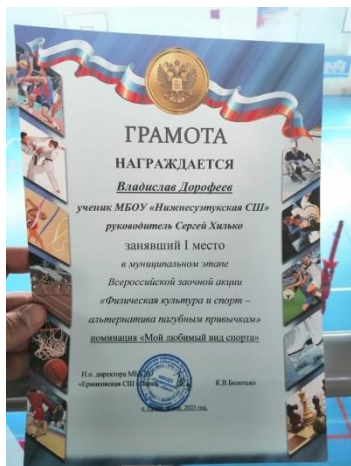 ГРАМОТА
НАГРАЖДАЕТСЯ
Владислав Дорофеев
ученик МБОУ «Нижнесуэтукская СШ»
руководитель Сергей Хилько
занявший I место
в муниципальном этапе
Всероссийской заочной акции
«Физическая культура и спорт –
альтернатива пагубным привычкам»
номинация «Мой любимый вид спорта»
И.о. директора
«Ермаковская СШ
К.В.Болотько
2023 год.